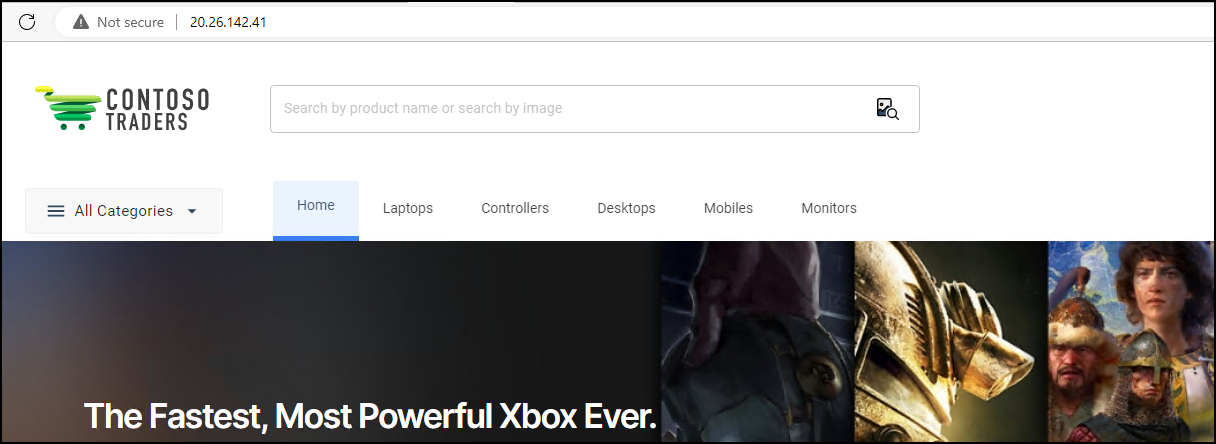 Not secure 20.26.142.41
CONTOSO
TRADERS
Search by product name or search by image
All Categories
Home Laptops Controllers Desktops Mobiles Monitors
The Fastest, Most Powerful Xbox Ever.